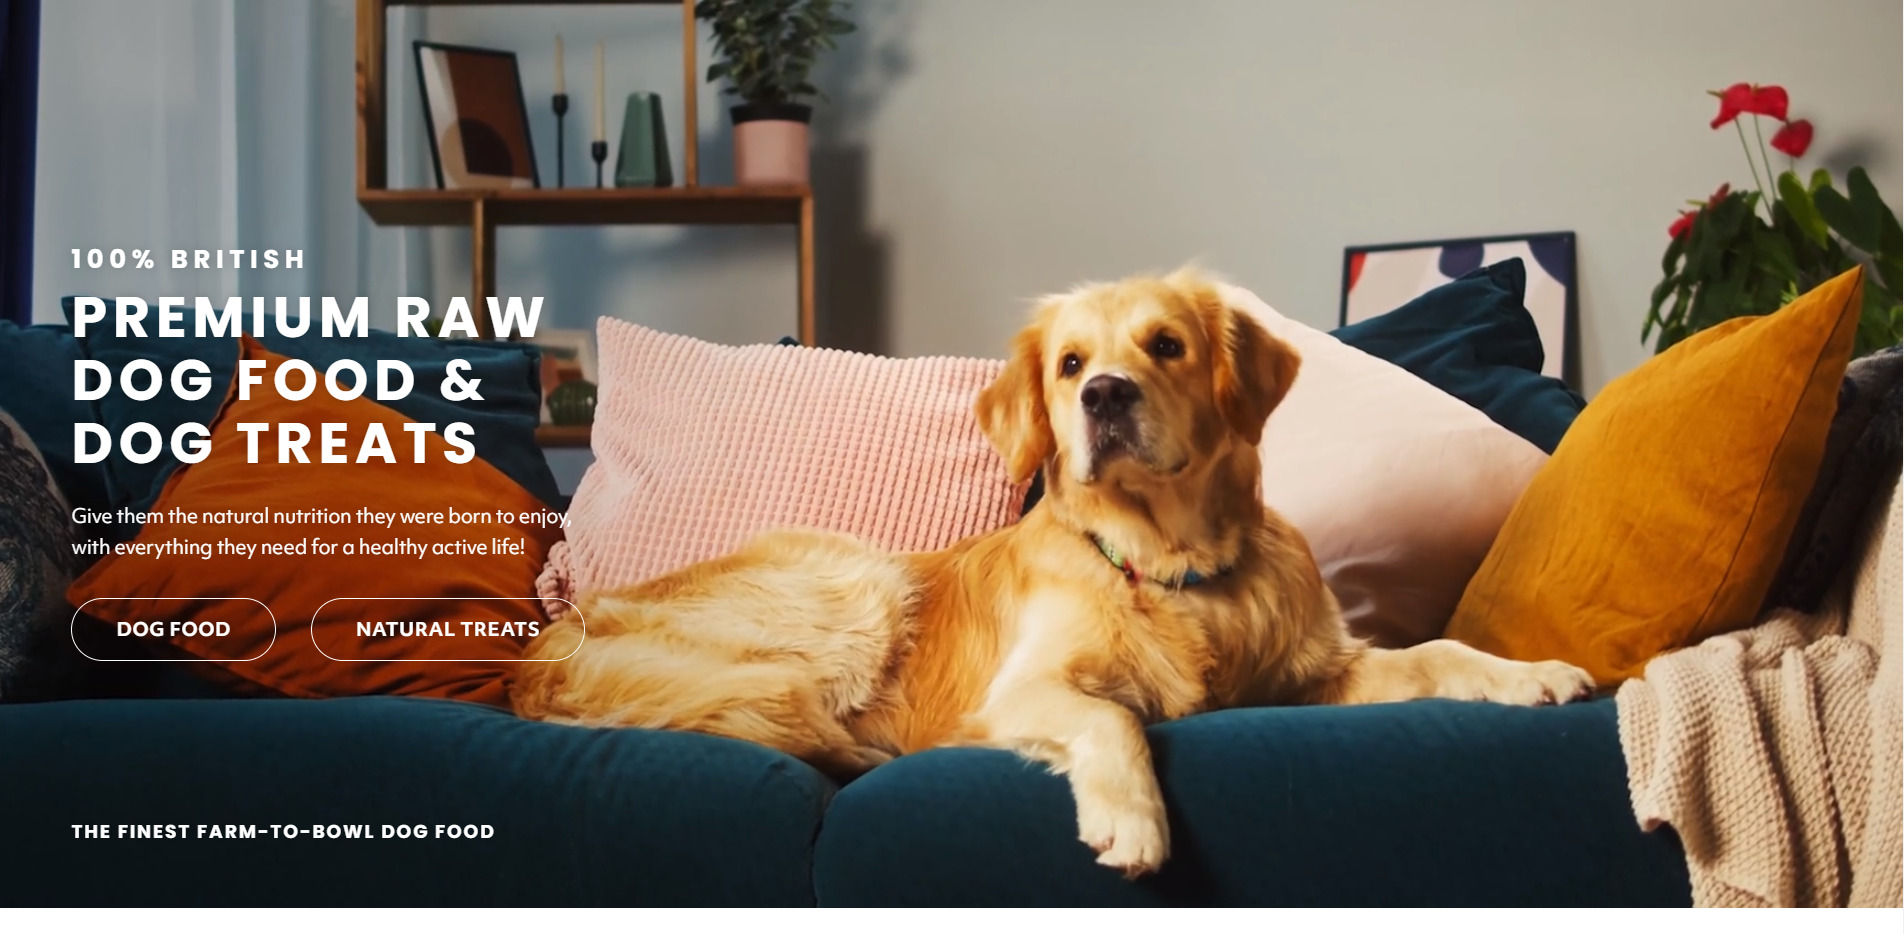 100% BRITISH
PREMIUM RAW
DOG FOOD &
DOG TREATS
Give them the natural nutrition they were born to enjoy,
with everything they need for a healthy active life!
DOG FOOD
NATURAL TREATS
THE FINEST FARM-TO-BOWL DOG FOOD